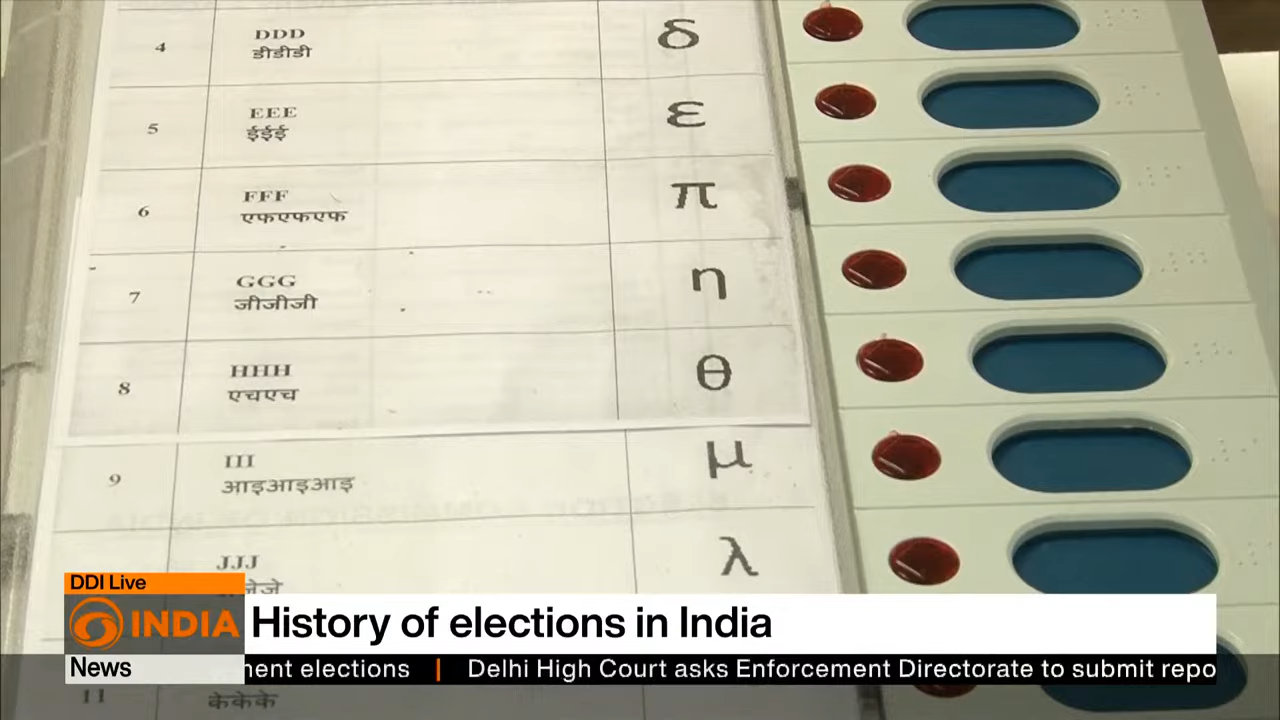 4 DDD δ
डीडीडी
5 EEE ε
ईईई
6 FFF π
एफएफएफ
7 GGG η
जीजीजी
8 HHH θ
एचएच
9 III μ
आइआइआइ
JJJ λ
DDI Live
INDIA
History of elections in India
News
ment elections | Delhi High Court asks Enforcement Directorate to submit repo
11
केकेके